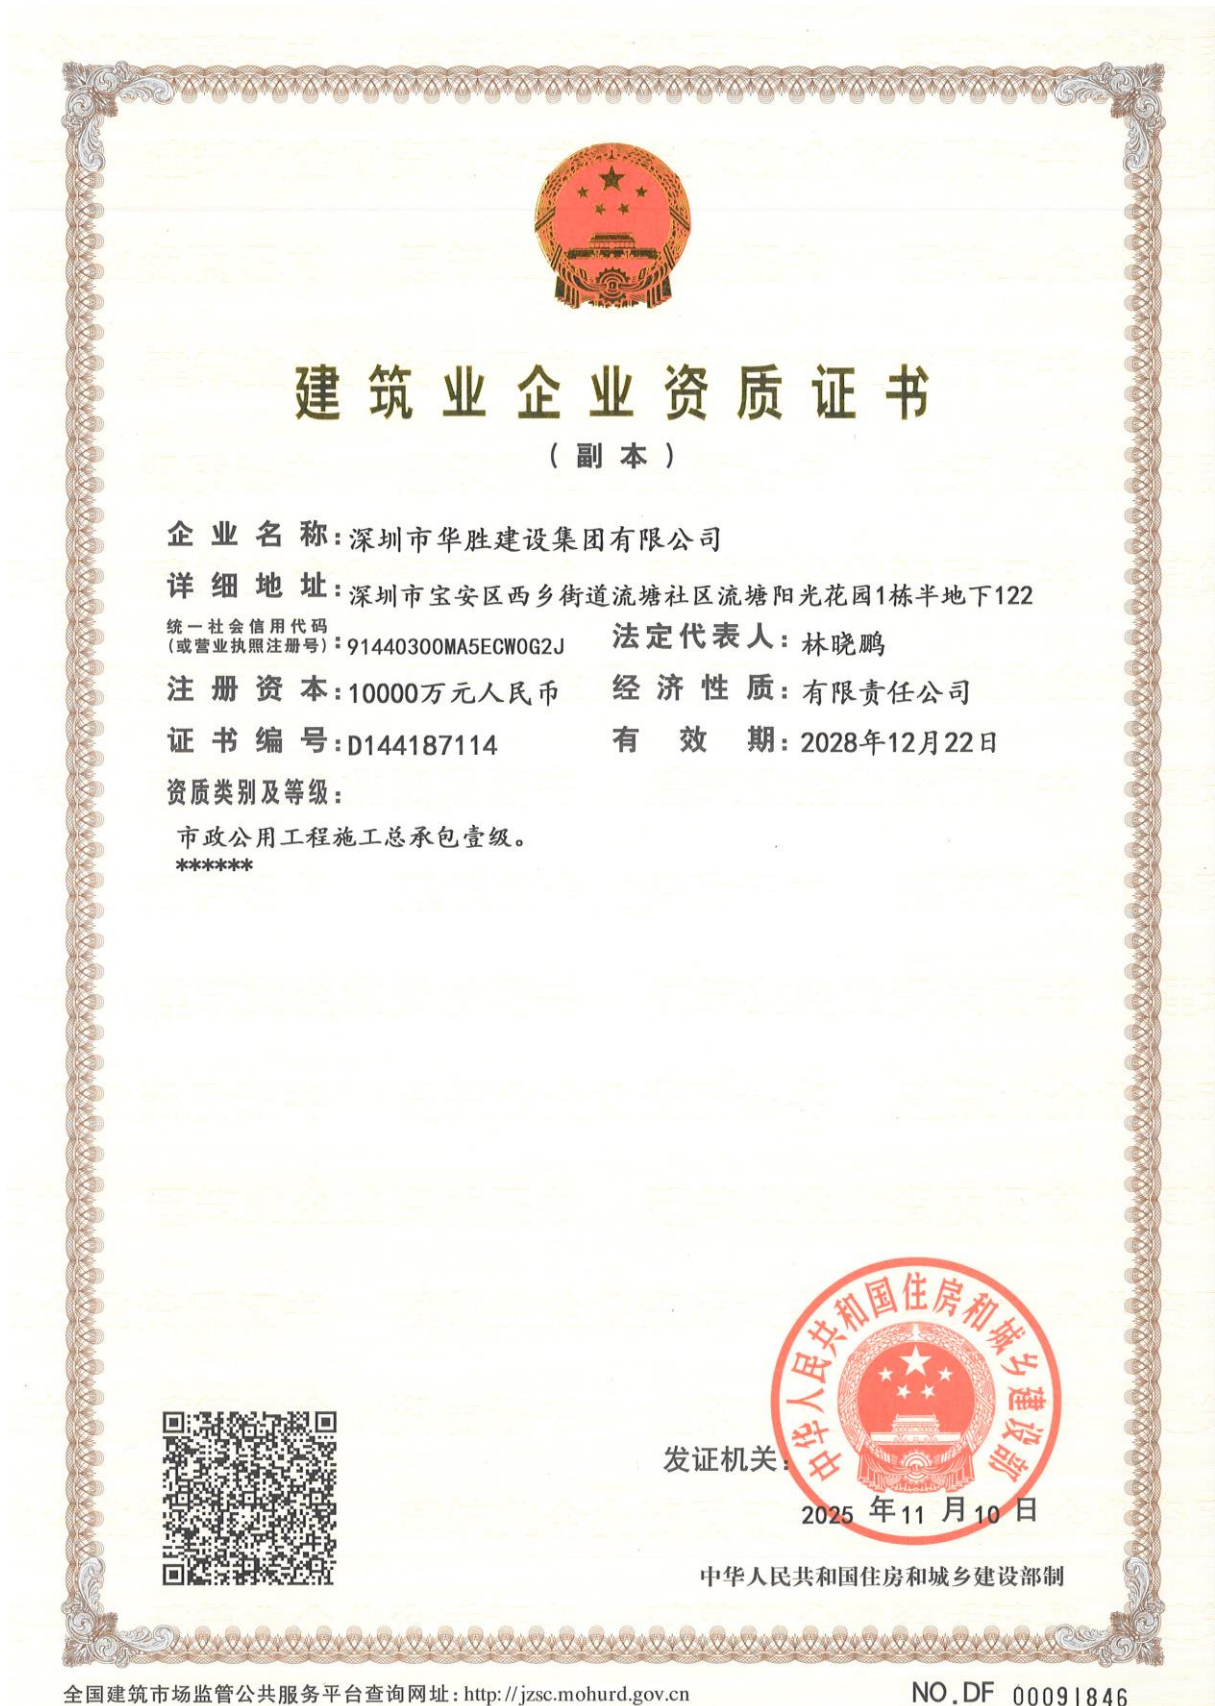 建筑业企业资质证书
（副本）
企业名称：深圳市华胜建设集团有限公司
详细地址：深圳市宝安区西乡街道流塘社区流塘阳光花园1栋半地下122
统一社会信用代码
（或营业执照注册号）：91440300MA5ECW0G2J 法定代表人：林晓鹏
注册资本：10000万元人民币 经济性质：有限责任公司
证书编号：D144187114 有效期：2028年12月22日
资质类别及等级：
市政公用工程施工总承包壹级。
******
中华人民共和国住房和城乡建设部
发证机关：
2025 年 11 月 10 日
中华人民共和国住房和城乡建设部制
全国建筑市场监管公共服务平台查询网址：http://jzsc.mohurd.gov.cn NO.DF 00091846